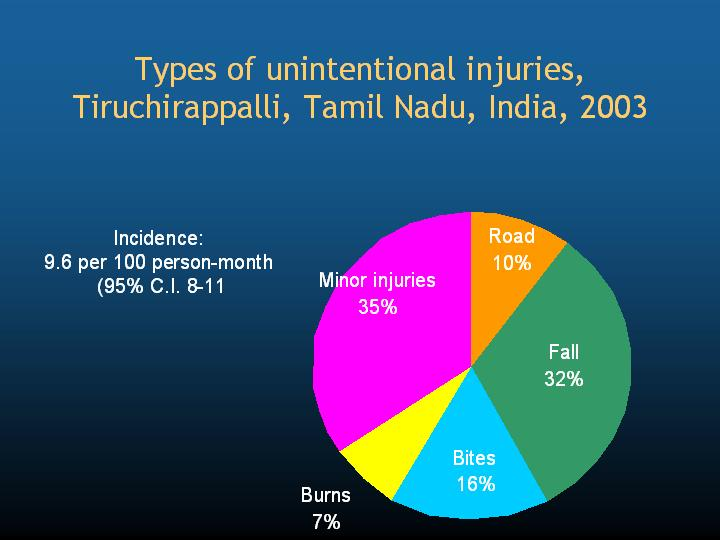 Types of unintentional injuries,
Tiruchirappalli, Tamil Nadu, India, 2003
Incidence:
9.6 per 100 person-month
(95% C.I. 8-11
Road
10%
Minor injuries
35%
Fall
32%
Bites
16%
Burns
7%